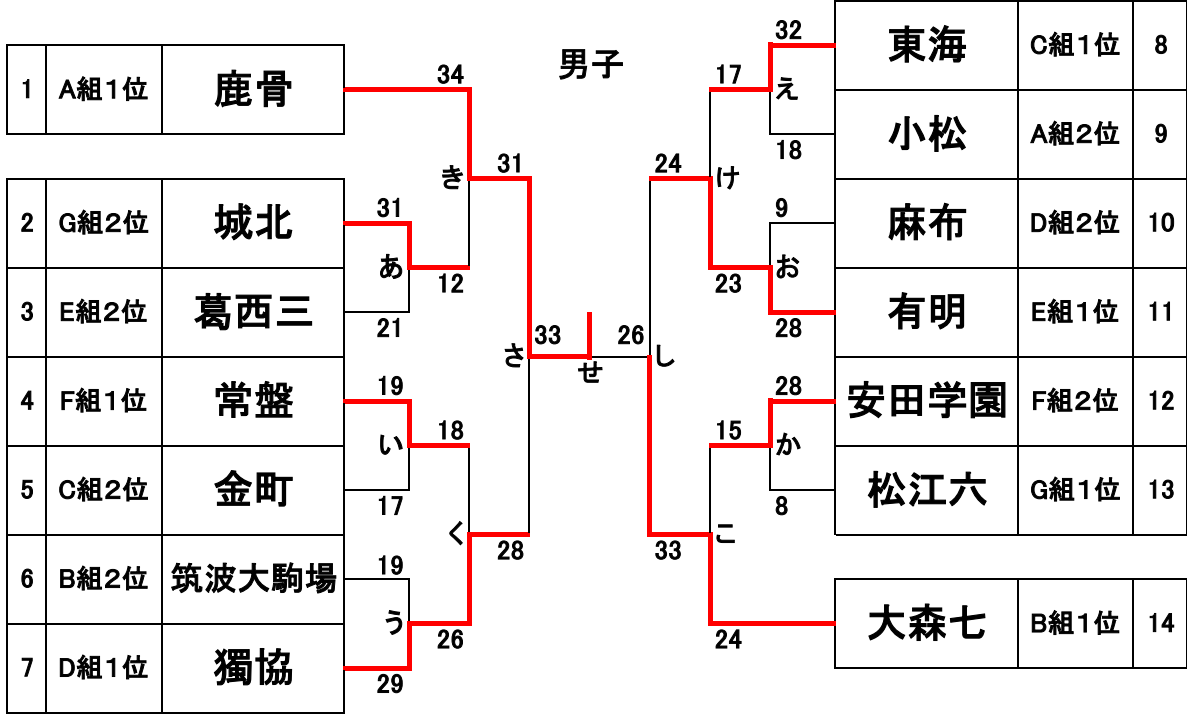 男子
1 A組1位 鹿骨
2 G組2位 城北
3 E組2位 葛西三
4 F組1位 常盤
5 C組2位 金町
6 B組2位 筑波大駒場
7 D組1位 獨協
34
き
31
31
あ
12
21
さ
33
19
い
18
17
く
28
19
う
26
29
せ
32
17
え
18
24
け
9
お
23
28
26
し
28
15
か
8
33
こ
24
東海 C組1位 8
小松 A組2位 9
麻布 D組2位 10
有明 E組1位 11
安田学園 F組2位 12
松江六 G組1位 13
大森七 B組1位 14